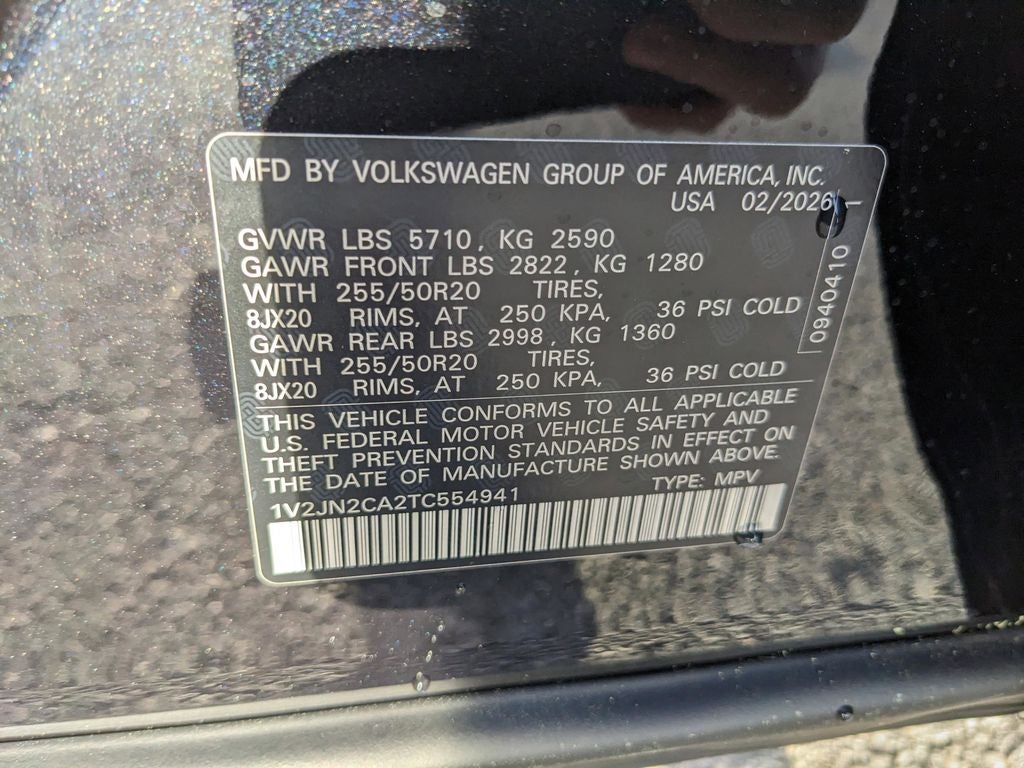 MFD BY VOLKSWAGEN GROUP OF AMERICA, INC.
USA 02/2026
GVWR LBS 5710, KG 2590
GAWR FRONT LBS 2822, KG 1280
WITH 255/50R20 TIRES,
8JX20 RIMS, AT 250 KPA, 36 PSI COLD
GAWR REAR LBS 2998, KG 1360
WITH 255/50R20 TIRES,
8JX20 RIMS, AT 250 KPA, 36 PSI COLD
THIS VEHICLE CONFORMS TO ALL APPLICABLE
U.S. FEDERAL MOTOR VEHICLE SAFETY AND
THEFT PREVENTION STANDARDS IN EFFECT ON
THE DATE OF MANUFACTURE SHOWN ABOVE.
1V2JN2CA2TC554941 TYPE: MPV
0940410